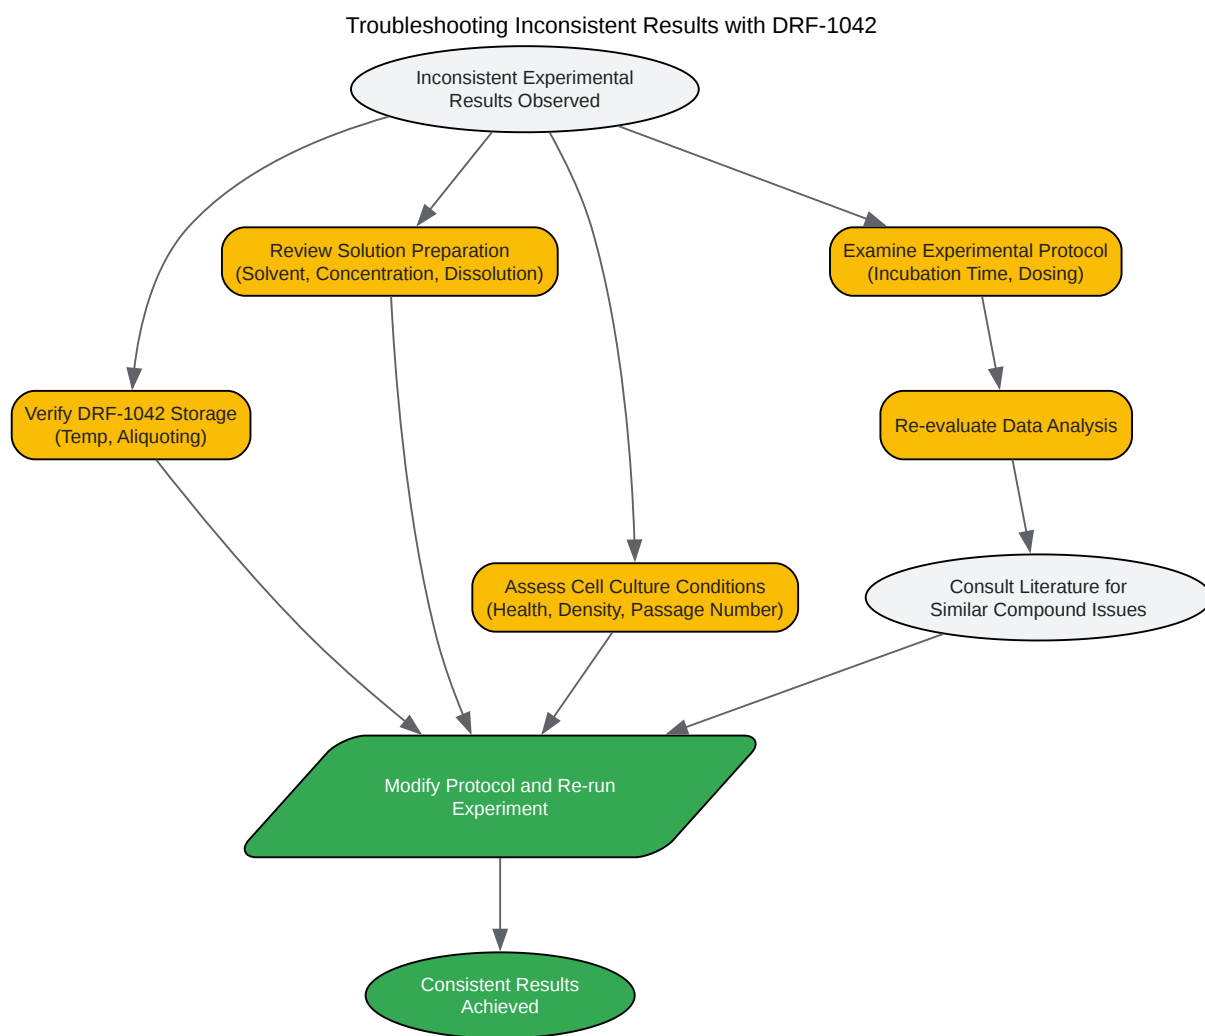 Troubleshooting Inconsistent Results with DRF-1042
Inconsistent Experimental
Results Observed
Review Solution Preparation
(Solvent, Concentration, Dissolution)
Examine Experimental Protocol
(Incubation Time, Dosing)
Verify DRF-1042 Storage
(Temp, Aliquoting)
Re-evaluate Data Analysis
Assess Cell Culture Conditions
(Health, Density, Passage Number)
Consult Literature for
Similar Compound Issues
Modify Protocol and Re-run
Experiment
Consistent Results
Achieved